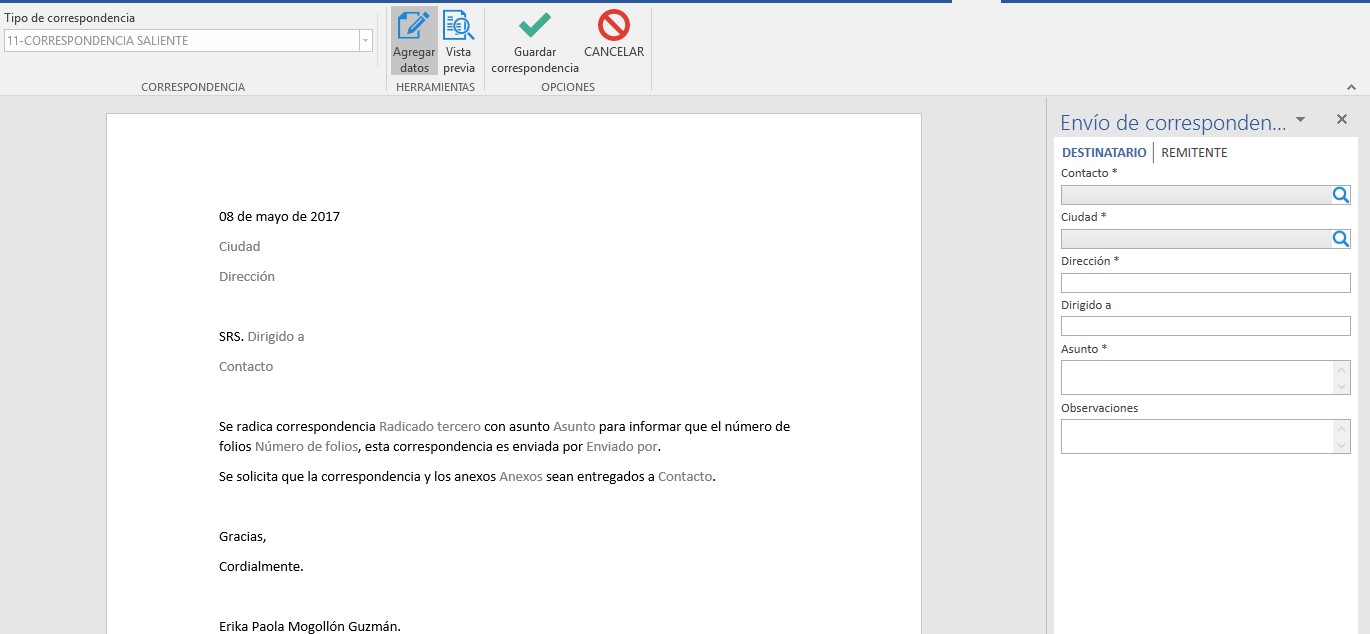 Tipo de correspondencia
11-CORRESPONDENCIA SALIENTE
CORRESPONDENCIA
Agregar
datos
Vista
previa
HERRAMIENTAS
Guardar
correspondencia
CANCELAR
OPCIONES
08 de mayo de 2017
Ciudad
Dirección
SRS. Dirigido a
Contacto
Se radica correspondencia Radicado tercero con asunto Asunto para informar que el número de
folios Número de folios, esta correspondencia es enviada por Enviado por.
Se solicita que la correspondencia y los anexos Anexos sean entregados a Contacto.
Gracias,
Cordialmente.
Erika Paola Mogollón Guzmán.
Envío de corresponden...
DESTINATARIO REMITENTE
Contacto *
Ciudad *
Dirección *
Dirigido a
Asunto *
Observaciones